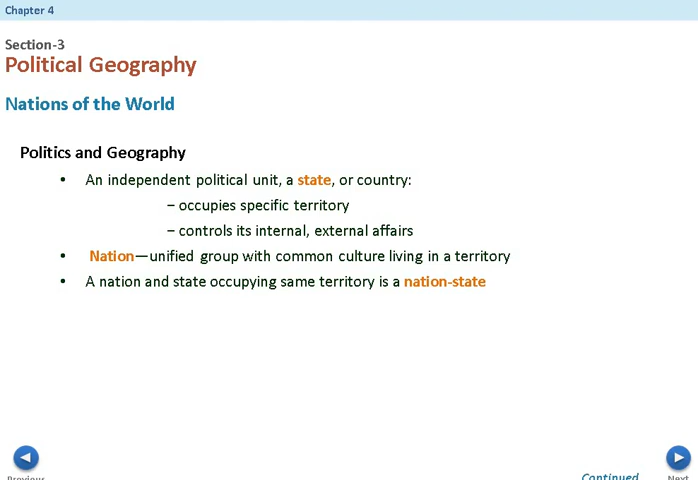 Chapter 4
Section-3
Political Geography
Nations of the World
Politics and Geography
• An independent political unit, a state, or country:
− occupies specific territory
− controls its internal, external affairs
• Nation—unified group with common culture living in a territory
• A nation and state occupying same territory is a nation-state
Previous
Continued
Next